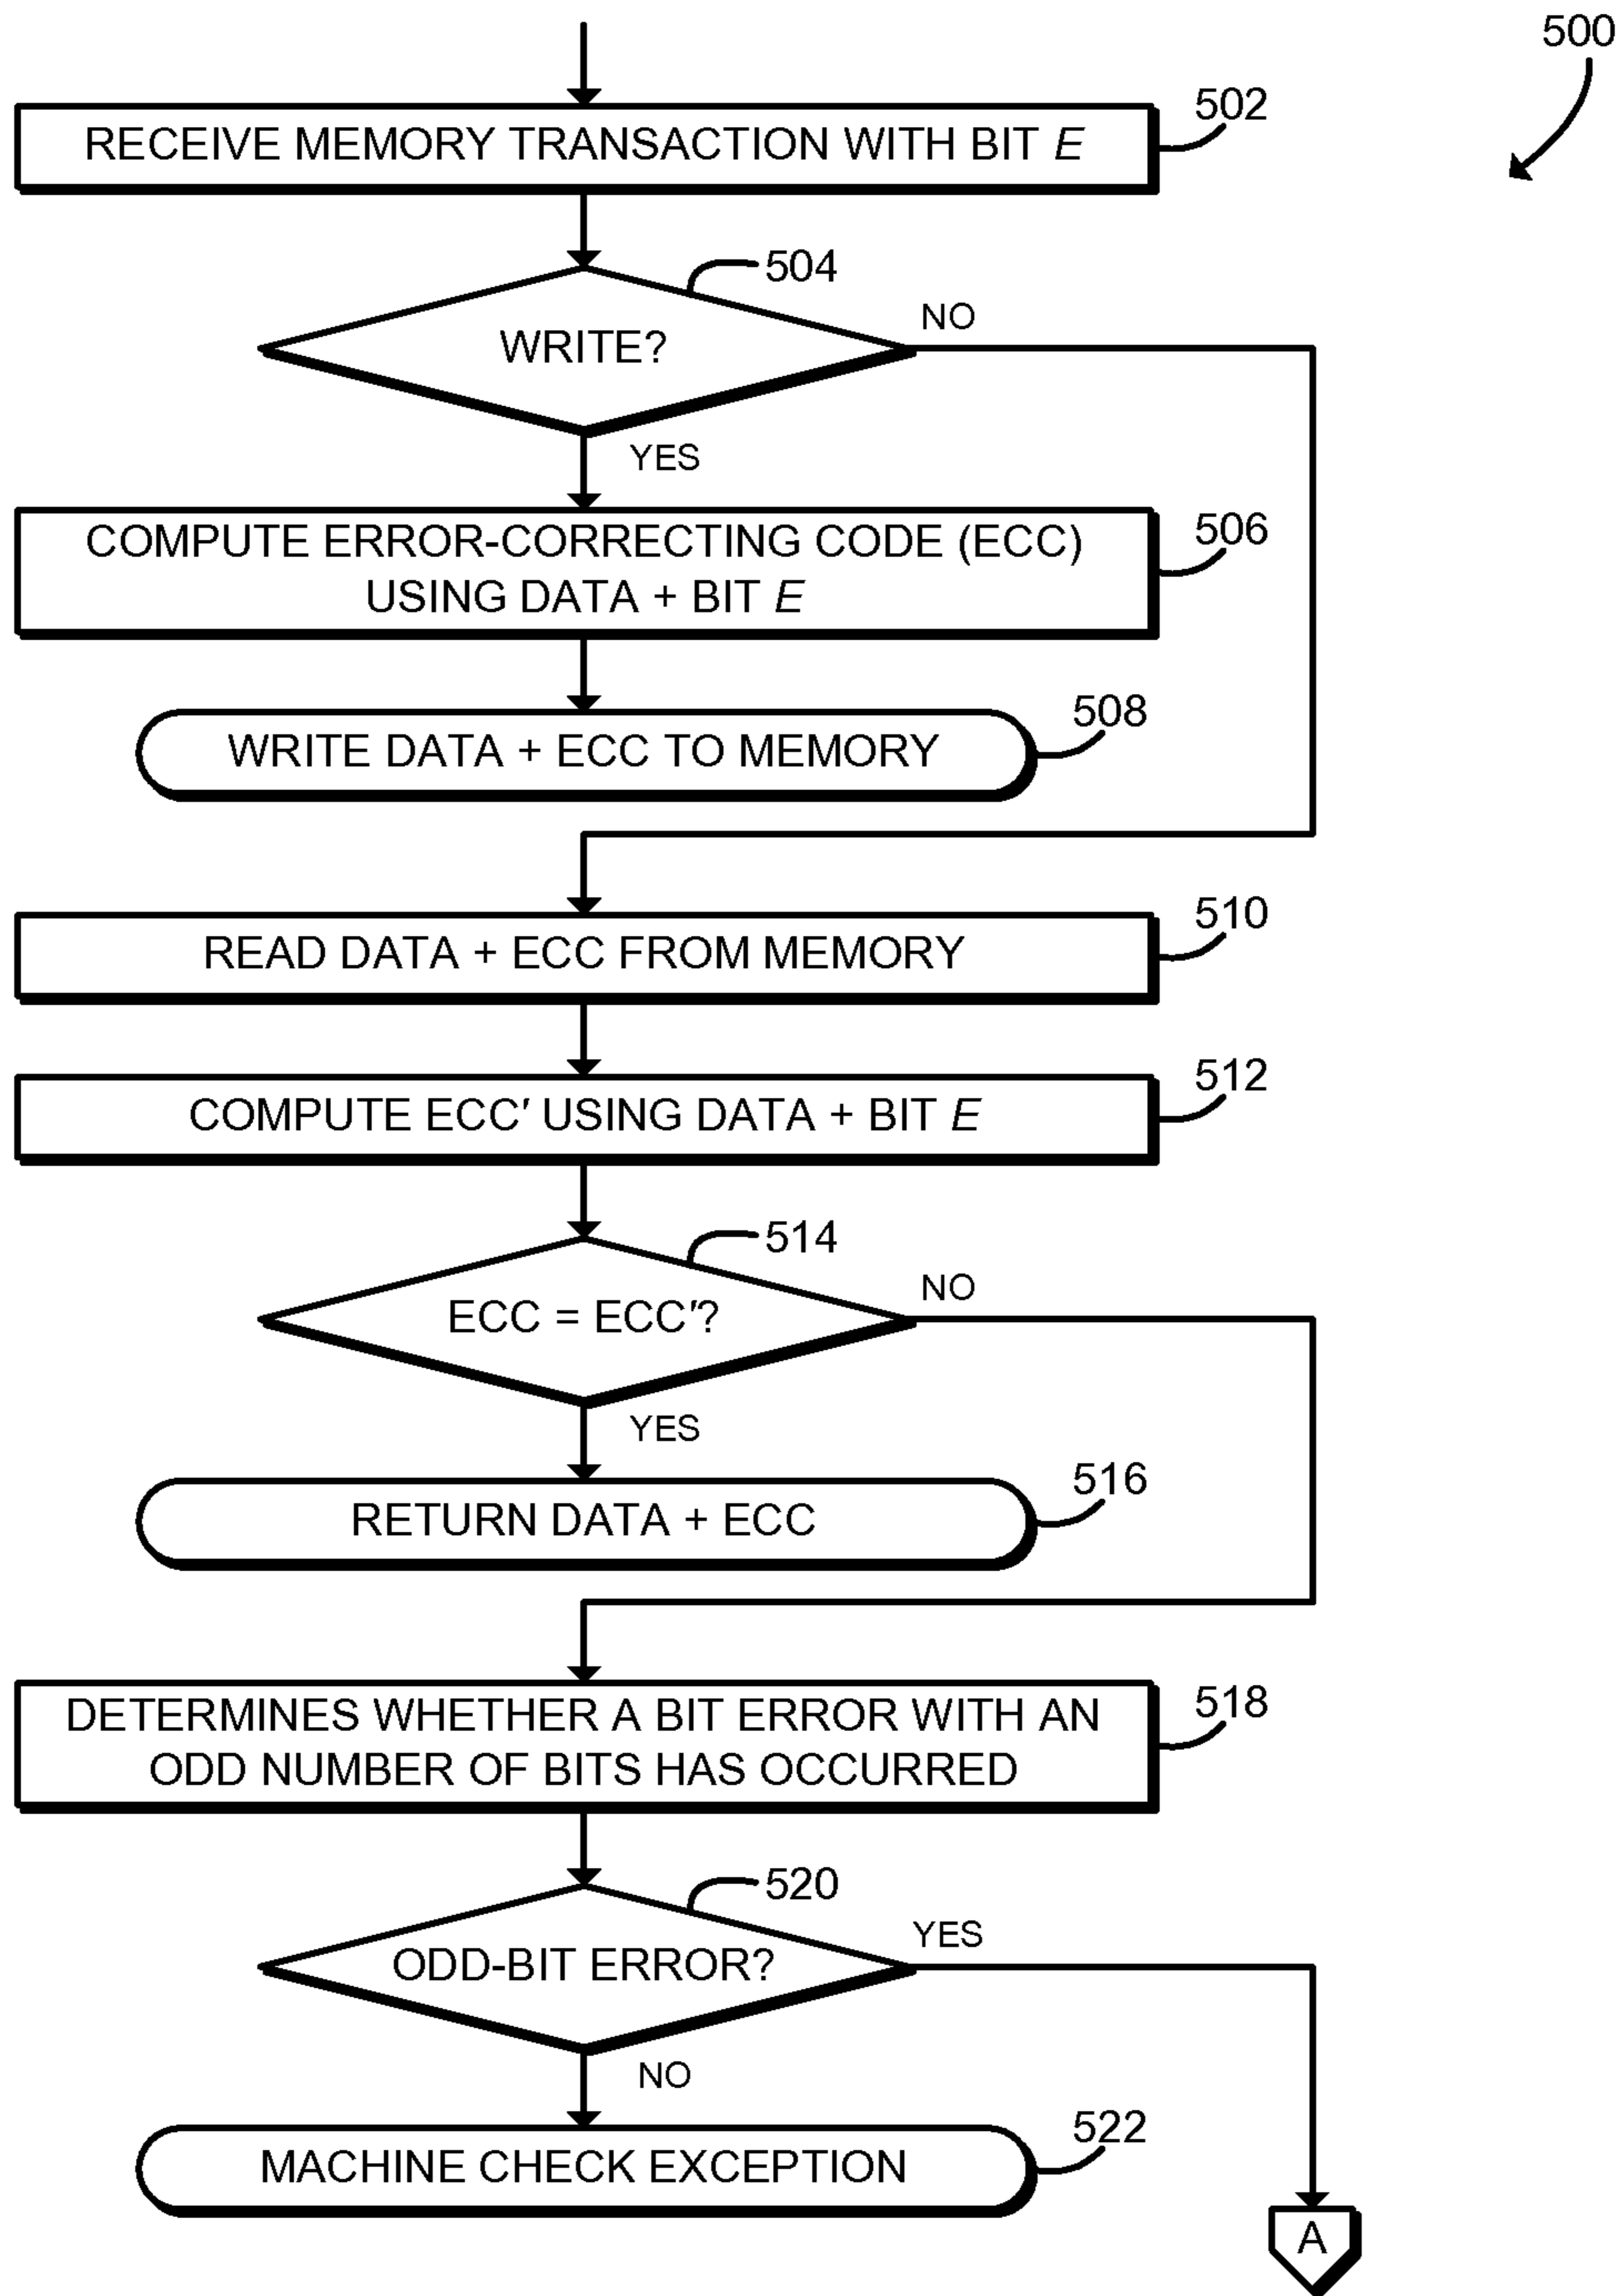 500
502
RECEIVE MEMORY TRANSACTION WITH BIT E
504
WRITE?
NO
YES
506
COMPUTE ERROR-CORRECTING CODE (ECC)
USING DATA + BIT E
508
WRITE DATA + ECC TO MEMORY
510
READ DATA + ECC FROM MEMORY
512
COMPUTE ECC′ USING DATA + BIT E
514
ECC = ECC′?
NO
YES
516
RETURN DATA + ECC
518
DETERMINES WHETHER A BIT ERROR WITH AN
ODD NUMBER OF BITS HAS OCCURRED
520
ODD-BIT ERROR?
YES
NO
522
MACHINE CHECK EXCEPTION
A